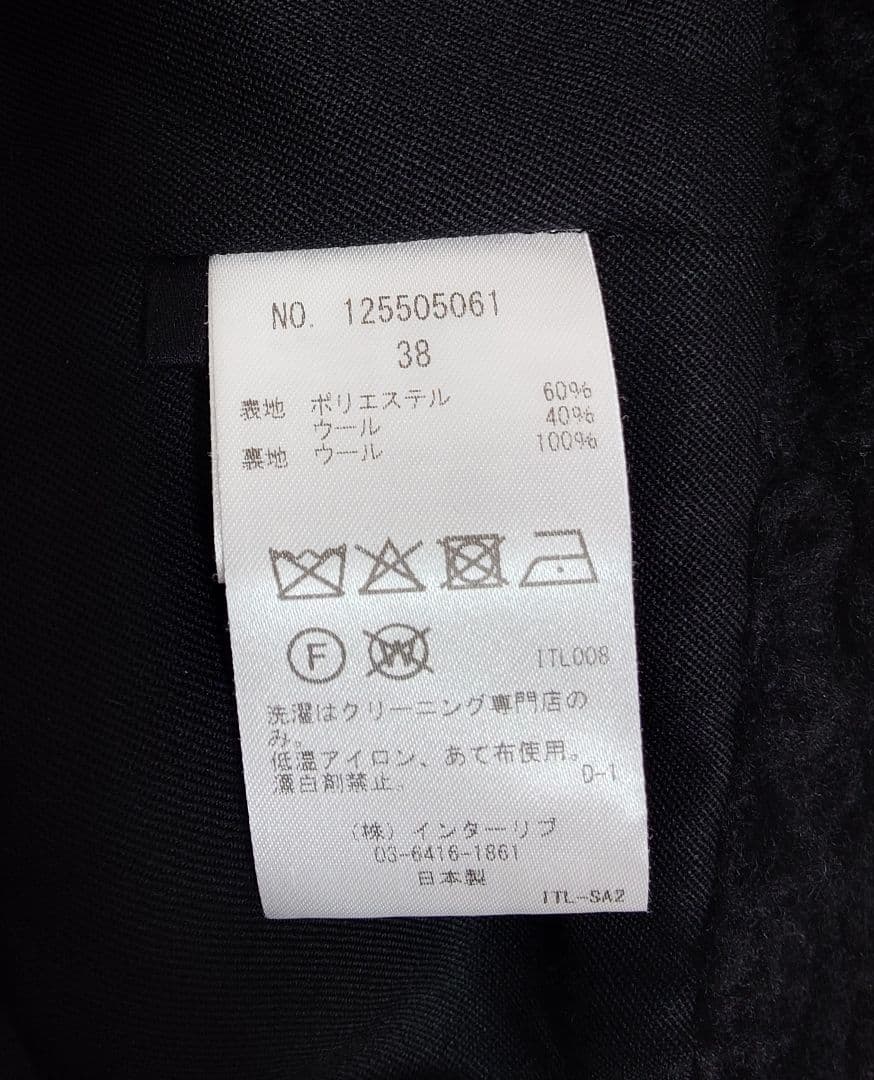 NO. 125505061
38
表地 ポリエステル 60%
ウール 40%
裏地 ウール 100%
F W
ITL008
洗濯はクリーニング専門店の
み。
低温アイロン、あて布使用。
漂白剤禁止。
D-1
(株) インターリブ
03-6416-1861
日本製
ITL-SA2